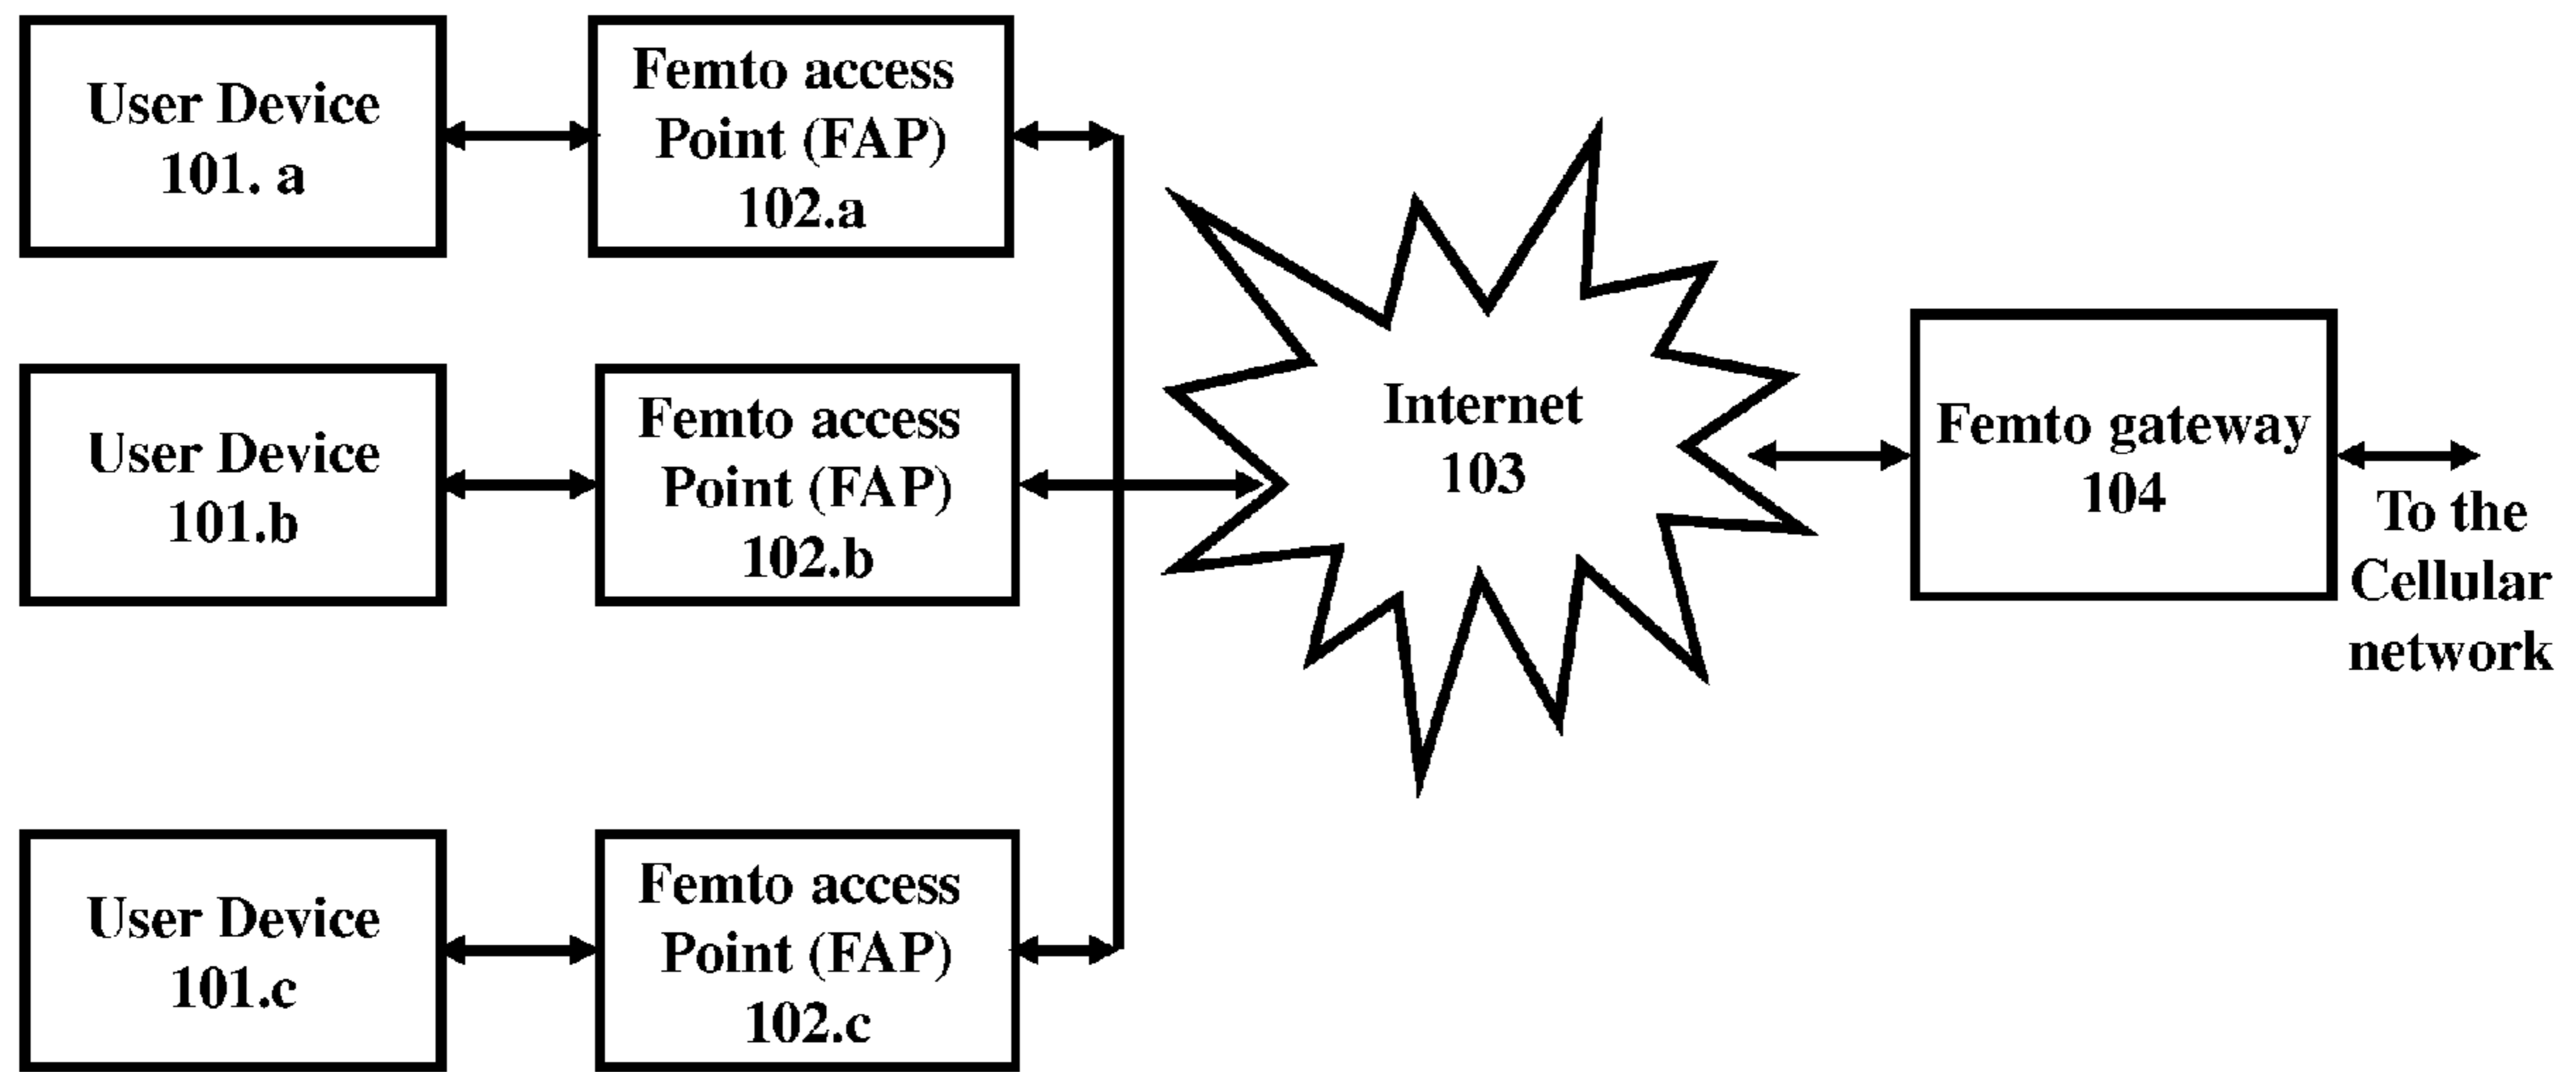 User Device
101. a
Femto access
Point (FAP)
102.a
User Device
101.b
Femto access
Point (FAP)
102.b
Internet
103
Femto gateway
104
To the
Cellular
network
User Device
101.c
Femto access
Point (FAP)
102.c